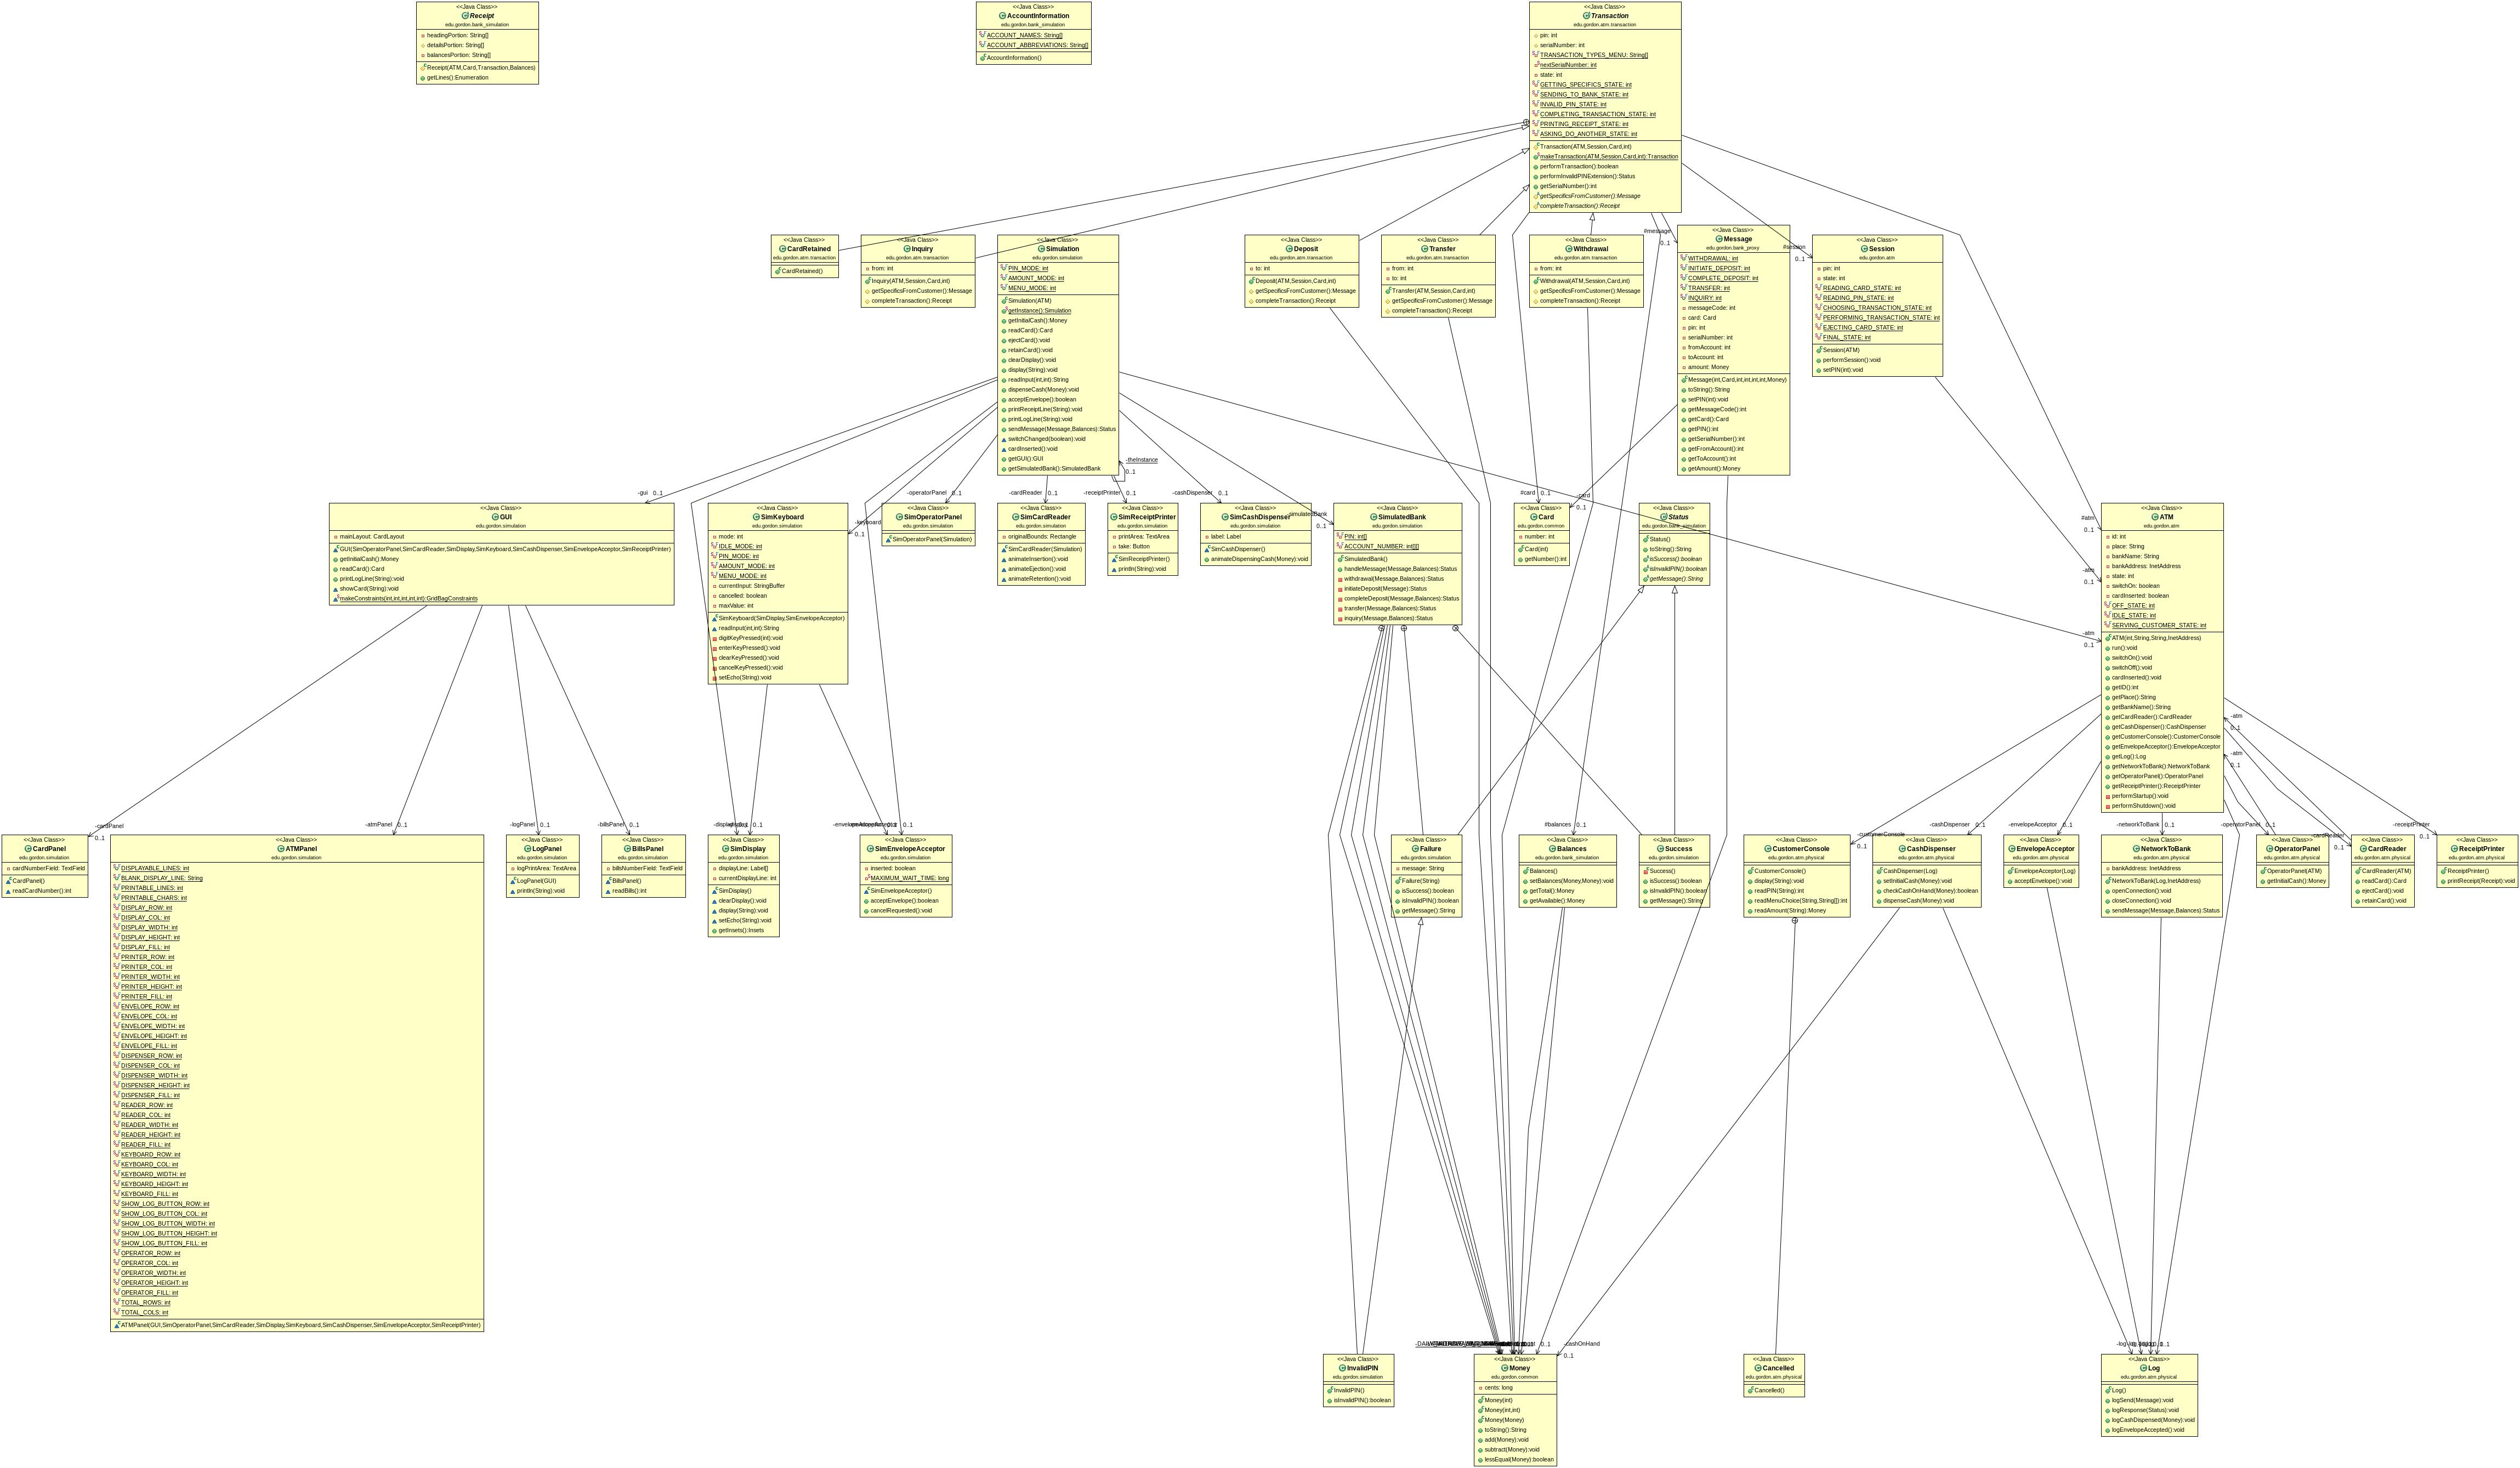 <<Java Class>>
Receipt
edu.gordon.bank_simulation
headingPortion: String[]
detailsPortion: String[]
balancesPortion: String[]
Receipt(ATM,Card,Transaction,Balances)
getLines():Enumeration
<<Java Class>>
AccountInformation
edu.gordon.bank_simulation
ACCOUNT_NAMES: String[]
ACCOUNT_ABBREVIATIONS: String[]
AccountInformation()
<<Java Class>>
Transaction
edu.gordon.atm.transaction
pin: int
serialNumber: int
TRANSACTION_TYPES_MENU: String[]
nextSerialNumber: int
state: int
GETTING_SPECIFICS_STATE: int
SENDING_TO_BANK_STATE: int
INVALID_PIN_STATE: int
COMPLETING_TRANSACTION_STATE: int
PRINTING_RECEIPT_STATE: int
ASKING_DO_ANOTHER_STATE: int
Transaction(ATM,Session,Card,int)
makeTransaction(ATM,Session,Card,int):Transaction
performTransaction():boolean
performInvalidPINExtension():Status
getSerialNumber():int
getSpecificsFromCustomer():Message
completeTransaction():Receipt
<<Java Class>>
CardRetained
edu.gordon.atm.transaction
CardRetained()
<<Java Class>>
Inquiry
edu.gordon.atm.transaction
from: int
Inquiry(ATM,Session,Card,int)
getSpecificsFromCustomer():Message
completeTransaction():Receipt
<<Java Class>>
Simulation
edu.gordon.simulation
PIN_MODE: int
AMOUNT_MODE: int
MENU_MODE: int
Simulation(ATM)
getInstance():Simulation
getInitialCash():Money
readCard():Card
ejectCard():void
retainCard():void
clearDisplay():void
display(String):void
readInput(int,int):String
dispenseCash(Money):void
acceptEnvelope():boolean
printReceiptLine(String):void
printLogLine(String):void
sendMessage(Message,Balances):Status
switchChanged(boolean):void
cardInserted():void
getGUI():GUI
getSimulatedBank():SimulatedBank
-theInstance
0..1
<<Java Class>>
Deposit
edu.gordon.atm.transaction
to: int
Deposit(ATM,Session,Card,int)
getSpecificsFromCustomer():Message
completeTransaction():Receipt
<<Java Class>>
Transfer
edu.gordon.atm.transaction
from: int
to: int
Transfer(ATM,Session,Card,int)
getSpecificsFromCustomer():Message
completeTransaction():Receipt
<<Java Class>>
Withdrawal
edu.gordon.atm.transaction
from: int
Withdrawal(ATM,Session,Card,int)
getSpecificsFromCustomer():Message
completeTransaction():Receipt
#message
0..1
<<Java Class>>
Message
edu.gordon.bank_proxy
WITHDRAWAL: int
INITIATE_DEPOSIT: int
COMPLETE_DEPOSIT: int
TRANSFER: int
INQUIRY: int
messageCode: int
card: Card
pin: int
serialNumber: int
fromAccount: int
toAccount: int
amount: Money
Message(int,Card,int,int,int,int,Money)
toString():String
setPIN(int):void
getMessageCode():int
getCard():Card
getPIN():int
getSerialNumber():int
getFromAccount():int
getToAccount():int
getAmount():Money
#session
0..1
<<Java Class>>
Session
edu.gordon.atm
pin: int
state: int
READING_CARD_STATE: int
READING_PIN_STATE: int
CHOOSING_TRANSACTION_STATE: int
PERFORMING_TRANSACTION_STATE: int
EJECTING_CARD_STATE: int
FINAL_STATE: int
Session(ATM)
performSession():void
setPIN(int):void
-gui 0..1
<<Java Class>>
GUI
edu.gordon.simulation
mainLayout: CardLayout
GUI(SimOperatorPanel,SimCardReader,SimDisplay,SimKeyboard,SimCashDispenser,SimEnvelopeAcceptor,SimReceiptPrinter)
getInitialCash():Money
readCard():Card
printLogLine(String):void
showCard(String):void
makeConstraints(int,int,int,int,int):GridBagConstraints
<<Java Class>>
SimKeyboard
edu.gordon.simulation
mode: int
IDLE_MODE: int
PIN_MODE: int
AMOUNT_MODE: int
MENU_MODE: int
currentInput: StringBuffer
cancelled: boolean
maxValue: int
SimKeyboard(SimDisplay,SimEnvelopeAcceptor)
readInput(int,int):String
digitKeyPressed(int):void
enterKeyPressed():void
clearKeyPressed():void
cancelKeyPressed():void
setEcho(String):void
-keyboard
0..1
-operatorPanel 0..1
<<Java Class>>
SimOperatorPanel
edu.gordon.simulation
SimOperatorPanel(Simulation)
-cardReader 0..1
<<Java Class>>
SimCardReader
edu.gordon.simulation
originalBounds: Rectangle
SimCardReader(Simulation)
animateInsertion():void
animateEjection():void
animateRetention():void
-receiptPrinter 0..1
<<Java Class>>
SimReceiptPrinter
edu.gordon.simulation
printArea: TextArea
take: Button
SimReceiptPrinter()
println(String):void
-cashDispenser 0..1
<<Java Class>>
SimCashDispenser
edu.gordon.simulation
label: Label
SimCashDispenser()
animateDispensingCash(Money):void
-simulatedBank
0..1
<<Java Class>>
SimulatedBank
edu.gordon.simulation
PIN: int[]
ACCOUNT_NUMBER: int[][]
SimulatedBank()
handleMessage(Message,Balances):Status
withdrawal(Message,Balances):Status
initiateDeposit(Message):Status
completeDeposit(Message,Balances):Status
transfer(Message,Balances):Status
inquiry(Message,Balances):Status
#card 0..1
-card
0..1
<<Java Class>>
Card
edu.gordon.common
number: int
Card(int)
getNumber():int
<<Java Class>>
Status
edu.gordon.bank_simulation
Status()
toString():String
isSuccess():boolean
isInvalidPIN():boolean
getMessage():String
#atm
0..1
-atm
0..1
-atm
0..1
<<Java Class>>
ATM
edu.gordon.atm
id: int
place: String
bankName: String
bankAddress: InetAddress
state: int
switchOn: boolean
cardInserted: boolean
OFF_STATE: int
IDLE_STATE: int
SERVING_CUSTOMER_STATE: int
ATM(int,String,String,InetAddress)
run():void
switchOn():void
switchOff():void
cardInserted():void
getID():int
getPlace():String
getBankName():String
getCardReader():CardReader
getCashDispenser():CashDispenser
getCustomerConsole():CustomerConsole
getEnvelopeAcceptor():EnvelopeAcceptor
getLog():Log
getNetworkToBank():NetworkToBank
getOperatorPanel():OperatorPanel
getReceiptPrinter():ReceiptPrinter
performStartup():void
performShutdown():void
-atm
0..1
-atm
0..1
-cardPanel
0..1
<<Java Class>>
CardPanel
edu.gordon.simulation
cardNumberField: TextField
CardPanel()
readCardNumber():int
-atmPanel 0..1
<<Java Class>>
ATMPanel
edu.gordon.simulation
DISPLAYABLE_LINES: int
BLANK_DISPLAY_LINE: String
PRINTABLE_LINES: int
PRINTABLE_CHARS: int
DISPLAY_ROW: int
DISPLAY_COL: int
DISPLAY_WIDTH: int
DISPLAY_HEIGHT: int
DISPLAY_FILL: int
PRINTER_ROW: int
PRINTER_COL: int
PRINTER_WIDTH: int
PRINTER_HEIGHT: int
PRINTER_FILL: int
ENVELOPE_ROW: int
ENVELOPE_COL: int
ENVELOPE_WIDTH: int
ENVELOPE_HEIGHT: int
ENVELOPE_FILL: int
DISPENSER_ROW: int
DISPENSER_COL: int
DISPENSER_WIDTH: int
DISPENSER_HEIGHT: int
DISPENSER_FILL: int
READER_ROW: int
READER_COL: int
READER_WIDTH: int
READER_HEIGHT: int
READER_FILL: int
KEYBOARD_ROW: int
KEYBOARD_COL: int
KEYBOARD_WIDTH: int
KEYBOARD_HEIGHT: int
KEYBOARD_FILL: int
SHOW_LOG_BUTTON_ROW: int
SHOW_LOG_BUTTON_COL: int
SHOW_LOG_BUTTON_WIDTH: int
SHOW_LOG_BUTTON_HEIGHT: int
SHOW_LOG_BUTTON_FILL: int
OPERATOR_ROW: int
OPERATOR_COL: int
OPERATOR_WIDTH: int
OPERATOR_HEIGHT: int
OPERATOR_FILL: int
TOTAL_ROWS: int
TOTAL_COLS: int
ATMPanel(GUI,SimOperatorPanel,SimCardReader,SimDisplay,SimKeyboard,SimCashDispenser,SimEnvelopeAcceptor,SimReceiptPrinter)
-logPanel 0..1
<<Java Class>>
LogPanel
edu.gordon.simulation
logPrintArea: TextArea
LogPanel(GUI)
println(String):void
-billsPanel 0..1
<<Java Class>>
BillsPanel
edu.gordon.simulation
billsNumberField: TextField
BillsPanel()
readBills():int
-display 0..1
<<Java Class>>
SimDisplay
edu.gordon.simulation
displayLine: Label[]
currentDisplayLine: int
SimDisplay()
clearDisplay():void
display(String):void
setEcho(String):void
getInsets():Insets
-envelopeAcceptor 0..1
<<Java Class>>
SimEnvelopeAcceptor
edu.gordon.simulation
inserted: boolean
MAXIMUM_WAIT_TIME: long
SimEnvelopeAcceptor()
acceptEnvelope():boolean
cancelRequested():void
<<Java Class>>
Failure
edu.gordon.simulation
message: String
Failure(String)
isSuccess():boolean
isInvalidPIN():boolean
getMessage():String
#balances 0..1
<<Java Class>>
Balances
edu.gordon.bank_simulation
Balances()
setBalances(Money,Money):void
getTotal():Money
getAvailable():Money
<<Java Class>>
Success
edu.gordon.simulation
Success()
isSuccess():boolean
isInvalidPIN():boolean
getMessage():String
-customerConsole
0..1
<<Java Class>>
CustomerConsole
edu.gordon.atm.physical
CustomerConsole()
display(String):void
readPIN(String):int
readMenuChoice(String,String[]):int
readAmount(String):Money
-cashDispenser 0..1
<<Java Class>>
CashDispenser
edu.gordon.atm.physical
CashDispenser(Log)
setInitialCash(Money):void
checkCashOnHand(Money):boolean
dispenseCash(Money):void
-envelopeAcceptor 0..1
<<Java Class>>
EnvelopeAcceptor
edu.gordon.atm.physical
EnvelopeAcceptor(Log)
acceptEnvelope():void
-networkToBank 0..1
<<Java Class>>
NetworkToBank
edu.gordon.atm.physical
bankAddress: InetAddress
NetworkToBank(Log,InetAddress)
openConnection():void
closeConnection():void
sendMessage(Message,Balances):Status
-operatorPanel 0..1
<<Java Class>>
OperatorPanel
edu.gordon.atm.physical
OperatorPanel(ATM)
getInitialCash():Money
-cardReader
0..1
<<Java Class>>
CardReader
edu.gordon.atm.physical
CardReader(ATM)
readCard():Card
ejectCard():void
retainCard():void
-receiptPrinter
0..1
<<Java Class>>
ReceiptPrinter
edu.gordon.atm.physical
ReceiptPrinter()
printReceipt(Receipt):void
<<Java Class>>
InvalidPIN
edu.gordon.simulation
InvalidPIN()
isInvalidPIN():boolean
0..1
-cashOnHand
0..1
<<Java Class>>
Money
edu.gordon.common
cents: long
Money(int)
Money(int,int)
Money(Money)
toString():String
add(Money):void
subtract(Money):void
lessEqual(Money):boolean
<<Java Class>>
Cancelled
edu.gordon.atm.physical
Cancelled()
-log 0..1
<<Java Class>>
Log
edu.gordon.atm.physical
Log()
logSend(Message):void
logResponse(Status):void
logCashDispensed(Money):void
logEnvelopeAccepted():void